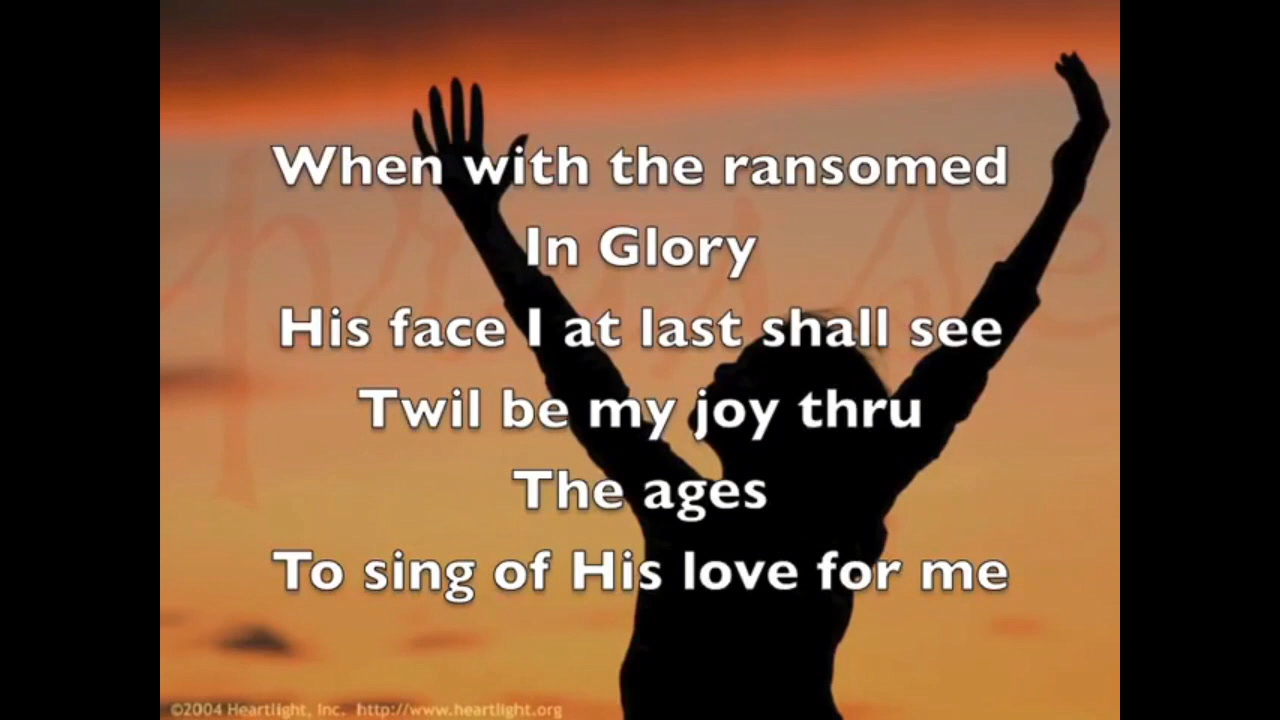 When with the ransomed
In Glory
His face I at last shall see
Twil be my joy thru
The ages
To sing of His love for me
praise
©2004 Heartlight, Inc. http://www.heartlight.org